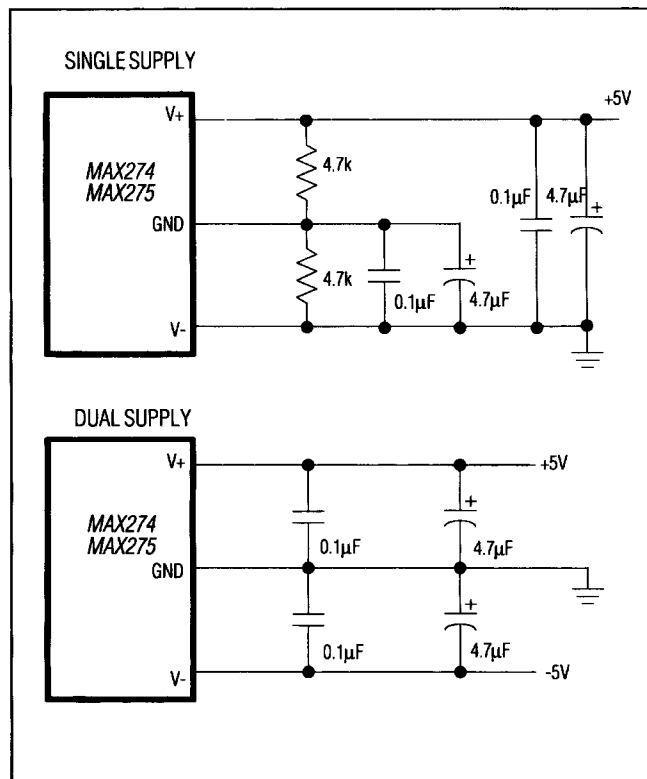 SINGLE SUPPLY
V+
+5V
4.7k
MAX274
MAX275
0.1µF
4.7µF
+
GND
+
4.7k
0.1µF
4.7µF
V-
DUAL SUPPLY
V+
+5V
+
MAX274
MAX275
0.1µF
4.7µF
GND
+
0.1µF
4.7µF
V-
-5V